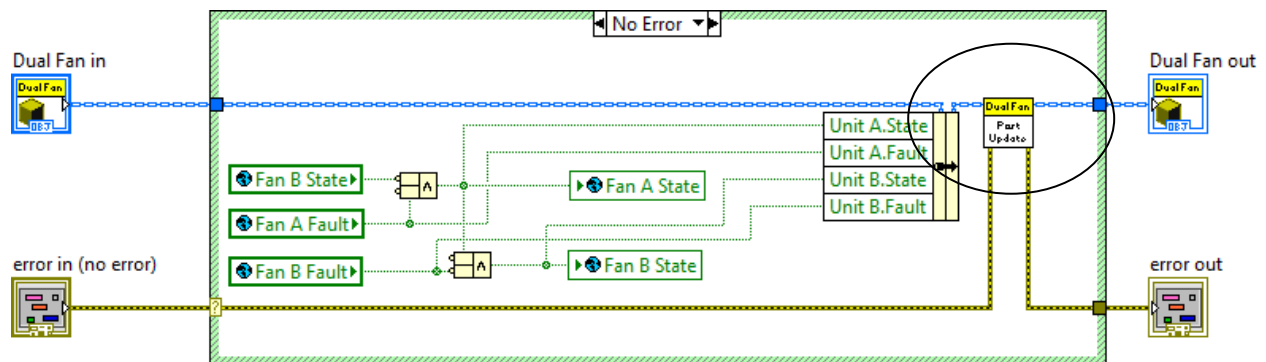 No Error
Dual Fan in
Dual Fan out
Dual Fan
OBJ
Dual Fan
Part
Update
Dual Fan
OBJ
Unit A.State
Unit A.Fault
Unit B.State
Unit B.Fault
Fan B State
Fan A State
Fan A Fault
Fan B Fault
Fan B State
error in (no error)
error out
?